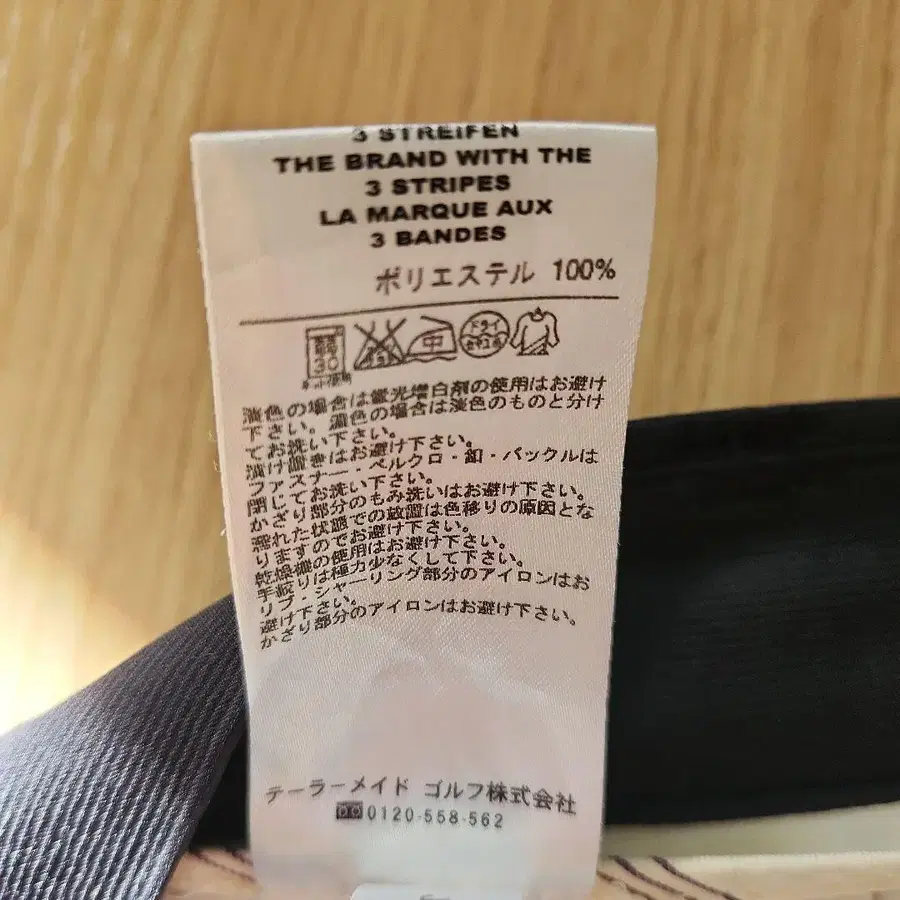 3 STREIFEN
THE BRAND WITH THE
3 STRIPES
LA MARQUE AUX
3 BANDES
ポリエステル 100%
30
ネット使用
中
ドライ
淡色の場合は蛍光増白剤の使用はお避け
下さい。濃色の場合は淡色のものと分け
てお洗い下さい。
漬け置きはお避け下さい。
ファスナー・ベルクロ・釦・バックルは
閉じてお洗い下さい。
かざり部分のもみ洗いはお避け下さい。
濡れた状態での放置は色移りの原因とな
りますのでお避け下さい。
乾燥機の使用はお避け下さい。
手絞りは極力少なくして下さい。
リブ・シャーリング部分のアイロンはお
避け下さい。
かざり部分のアイロンはお避け下さい。
テーラーメイド ゴルフ株式会社
0120-558-562